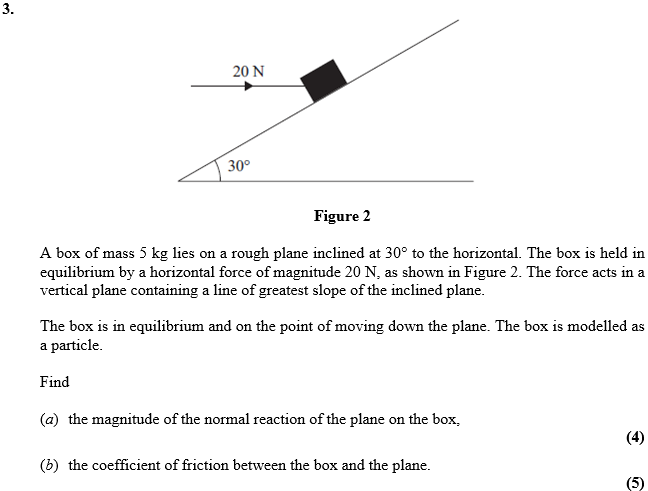 3.
20 N
30°
Figure 2
A box of mass 5 kg lies on a rough plane inclined at 30° to the horizontal. The box is held in
equilibrium by a horizontal force of magnitude 20 N, as shown in Figure 2. The force acts in a
vertical plane containing a line of greatest slope of the inclined plane.
The box is in equilibrium and on the point of moving down the plane. The box is modelled as
a particle.
Find
(a) the magnitude of the normal reaction of the plane on the box,
(4)
(b) the coefficient of friction between the box and the plane.
(5)